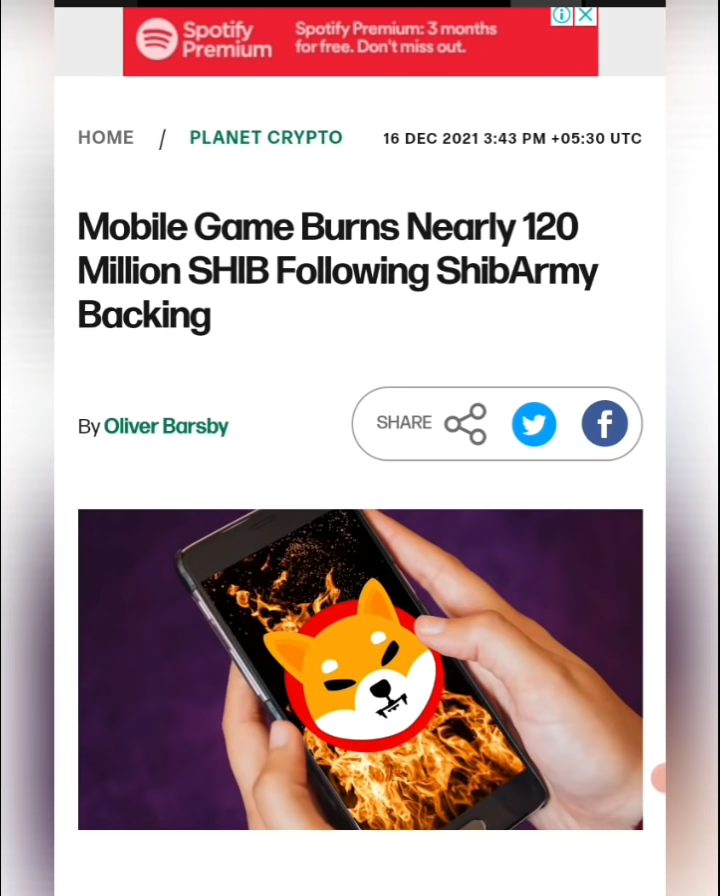 Spotify Premium
Spotify Premium: 3 months
for free. Don't miss out.
HOME / PLANET CRYPTO 16 DEC 2021 3:43 PM +05:30 UTC
Mobile Game Burns Nearly 120
Million SHIB Following ShibArmy
Backing
By Oliver Barsby
SHARE